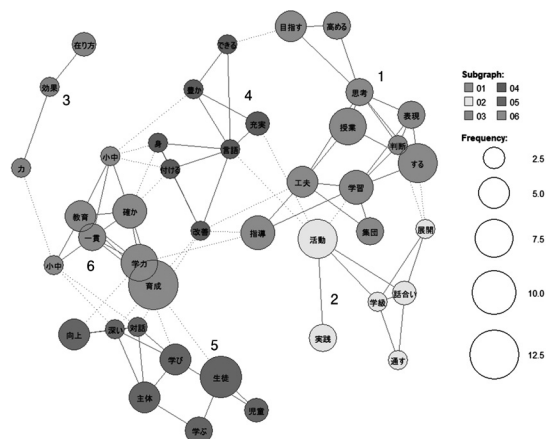 目指す
高める
できる
在り方
1
思考
効果
3
豊か
4
表現
充実
授業
判断
身
言語
小中
する
力
付ける
工夫
学習
教育
確か
一貫
改善
指導
活動
集団
展開
6
学力
小中
育成
学級
話合い
2
向上
深い
対話
実践
5
学び
通す
生徒
主体
児童
学ぶ
Subgraph:
01
04
02
05
03
06
Frequency:
2.5
5.0
7.5
10.0
12.5